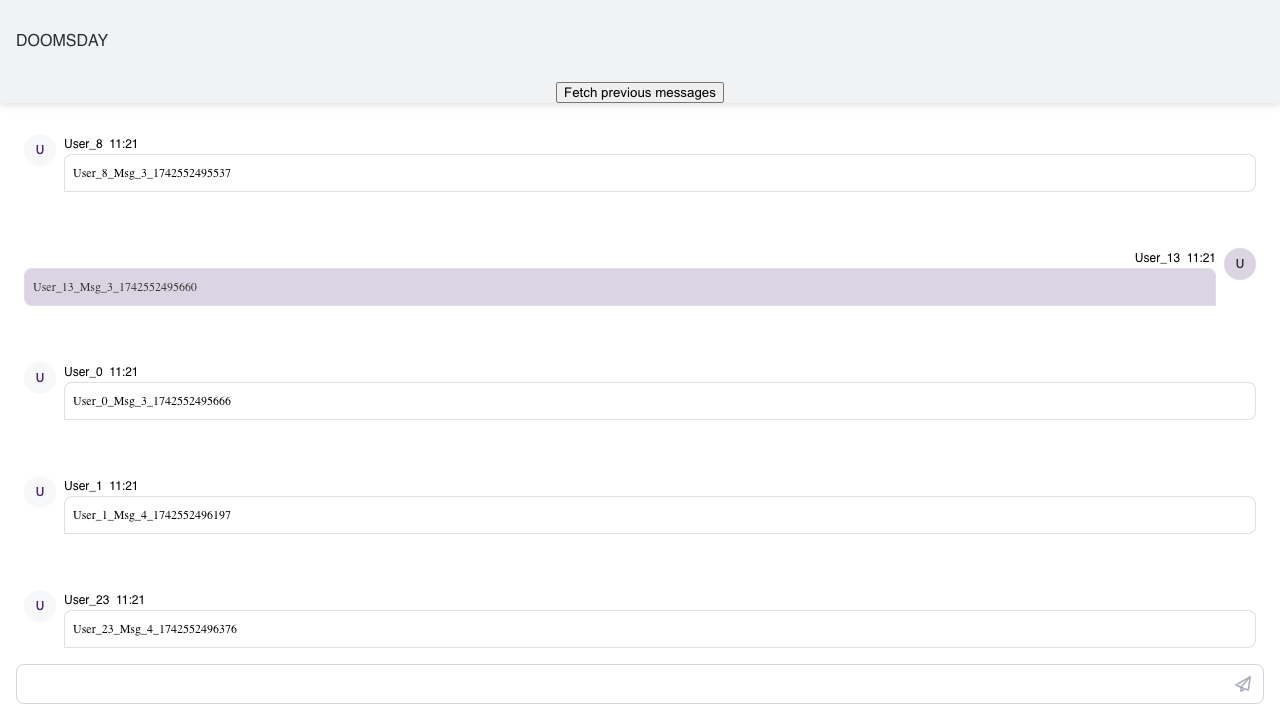 DOOMSDAY
Fetch previous messages
U
User_8 11:21
User_8_Msg_3_1742552495537
User_13 11:21
U
User_13_Msg_3_1742552495660
U
User_0 11:21
User_0_Msg_3_1742552495666
U
User_1 11:21
User_1_Msg_4_1742552496197
U
User_23 11:21
User_23_Msg_4_1742552496376